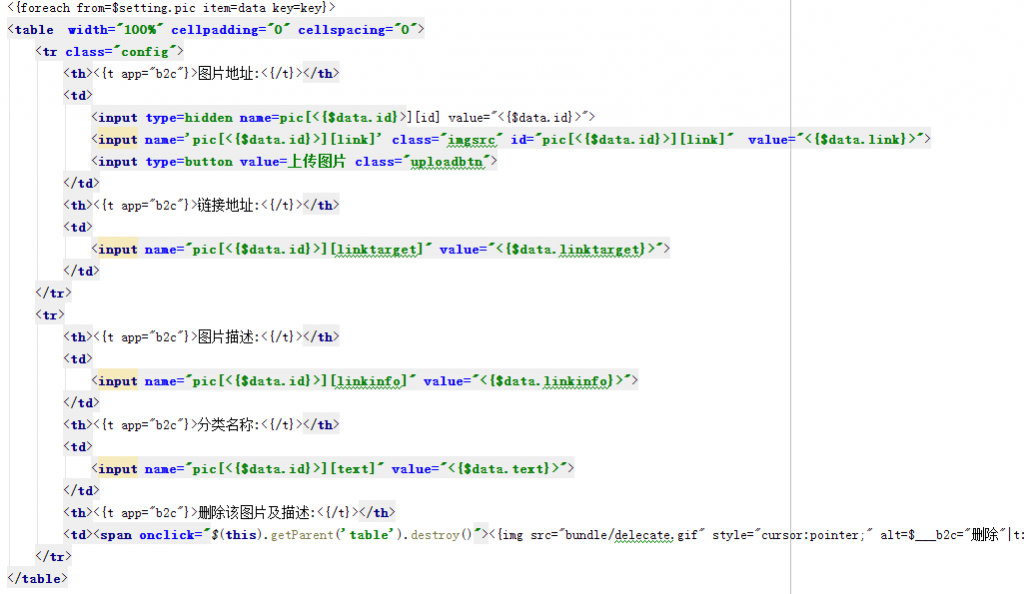 <{foreach from=$setting.pic item=data key=key}>
<table  width="100%" cellpadding="0" cellspacing="0">
<tr class="config">
<th><{t app="b2c"}>图片地址:<{/t}></th>
<td>
<input type=hidden name=pic[<{$data.id}>][id] value="<{$data.id}>">
<input name='pic[<{$data.id}>][link]' class="imgsrc" id="pic[<{$data.id}>][link]"  value="<{$data.link}>">
<input type=button value=上传图片 class="uploadbtn">
</td>
<th><{t app="b2c"}>链接地址:<{/t}></th>
<td>
<input name="pic[<{$data.id}>][linktarget]" value="<{$data.linktarget}>">
</td>
</tr>
<tr>
<th><{t app="b2c"}>图片描述:<{/t}></th>
<td>
<input name="pic[<{$data.id}>][linkinfo]" value="<{$data.linkinfo}>">
</td>
<th><{t app="b2c"}>分类名称:<{/t}></th>
<td>
<input name="pic[<{$data.id}>][text]" value="<{$data.text}>">
</td>
<th><{t app="b2c"}>删除该图片及描述:<{/t}></th>
<td><span onclick="$(this).getParent('table').destroy()"><{img src="bundle/delecate.gif" style="cursor:pointer;" alt=$___b2c="删除"|t:
</tr>
</table>